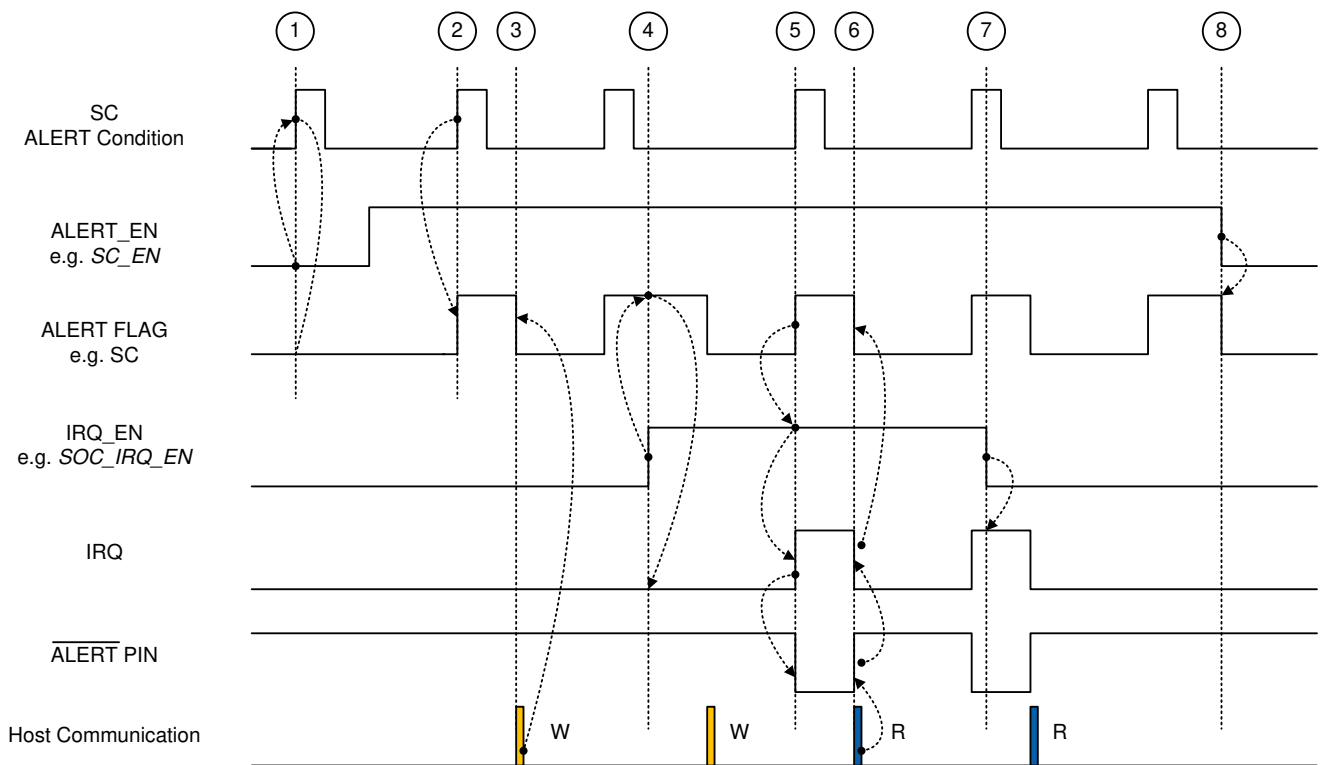 1 2 3 4 5 6 7 8
SC
ALERT Condition
ALERT_EN
e.g. SC_EN
ALERT FLAG
e.g. SC
IRQ_EN
e.g. SOC_IRQ_EN
IRQ
ALERT PIN
Host Communication W W R R